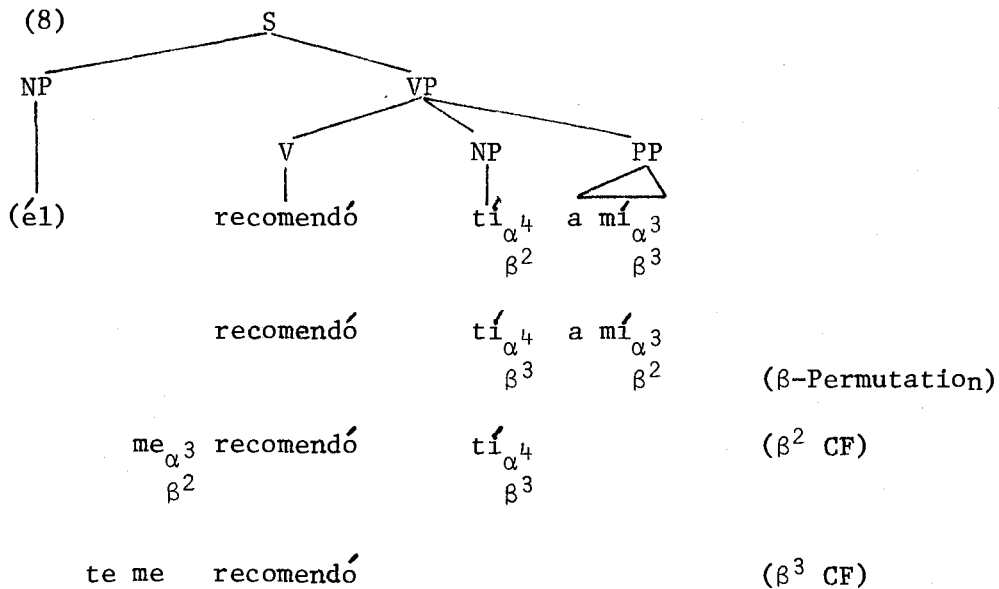 (8) S
NP VP
V NP PP
(él) recomendó tí α4 a mí α3
β2 β3
recomendó tí α4 a mí α3
β3 β2 (β-Permutation)
me α3 recomendó tí α4 (β2 CF)
β2 β3
te me recomendó (β3 CF)